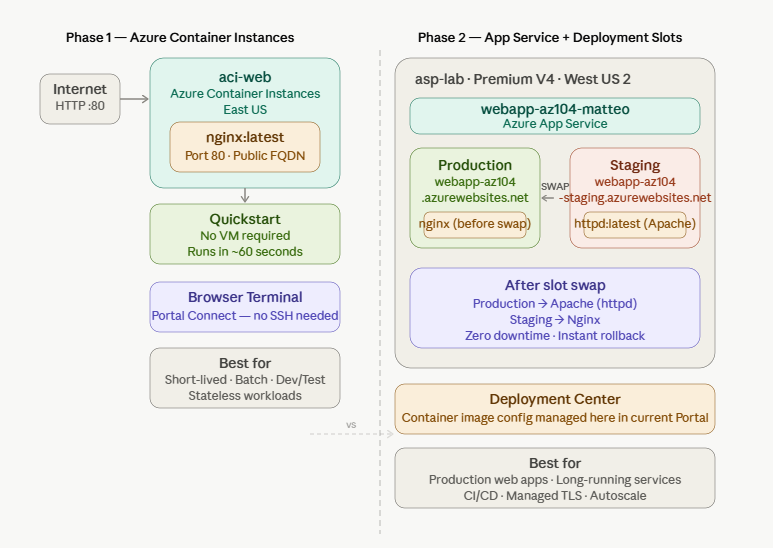 Phase 1 — Azure Container Instances
Internet
HTTP :80
aci-web
Azure Container Instances
East US
nginx:latest
Port 80 · Public FQDN
Quickstart
No VM required
Runs in ~60 seconds
Browser Terminal
Portal Connect — no SSH needed
Best for
Short-lived · Batch · Dev/Test
Stateless workloads
vs
Phase 2 — App Service + Deployment Slots
asp-lab · Premium V4 · West US 2
webapp-az104-matteo
Azure App Service
Production
webapp-az104
.azurewebsites.net
nginx (before swap)
SWAP
Staging
webapp-az104
-staging.azurewebsites.net
httpd:latest (Apache)
After slot swap
Production → Apache (httpd)
Staging → Nginx
Zero downtime · Instant rollback
Deployment Center
Container image config managed here in current Portal
Best for
Production web apps · Long-running services
CI/CD · Managed TLS · Autoscale